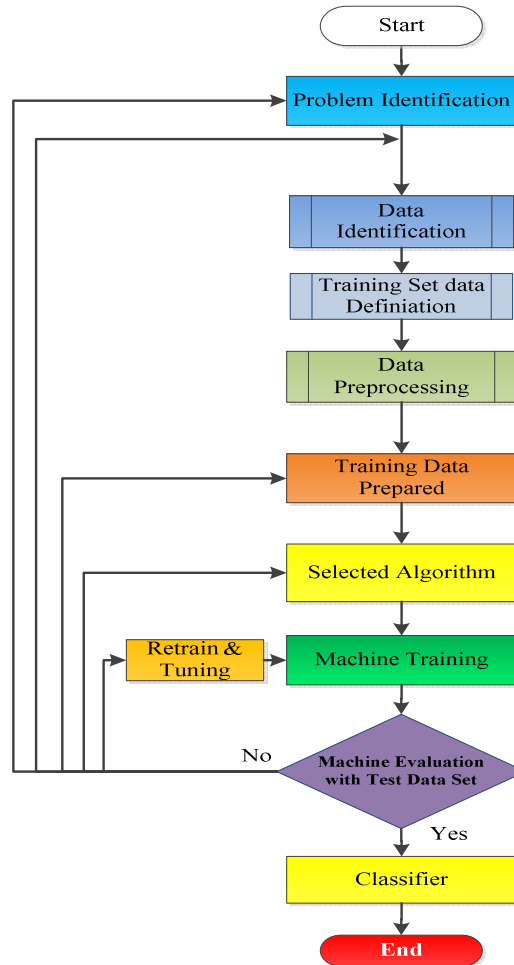 Start
Problem Identification
Data
Identification
Training Set data
Definiation
Data
Preprocessing
Training Data
Prepared
Selected Algorithm
Retrain &
Tuning
Machine Training
No
Machine Evaluation
with Test Data Set
Yes
Classifier
End